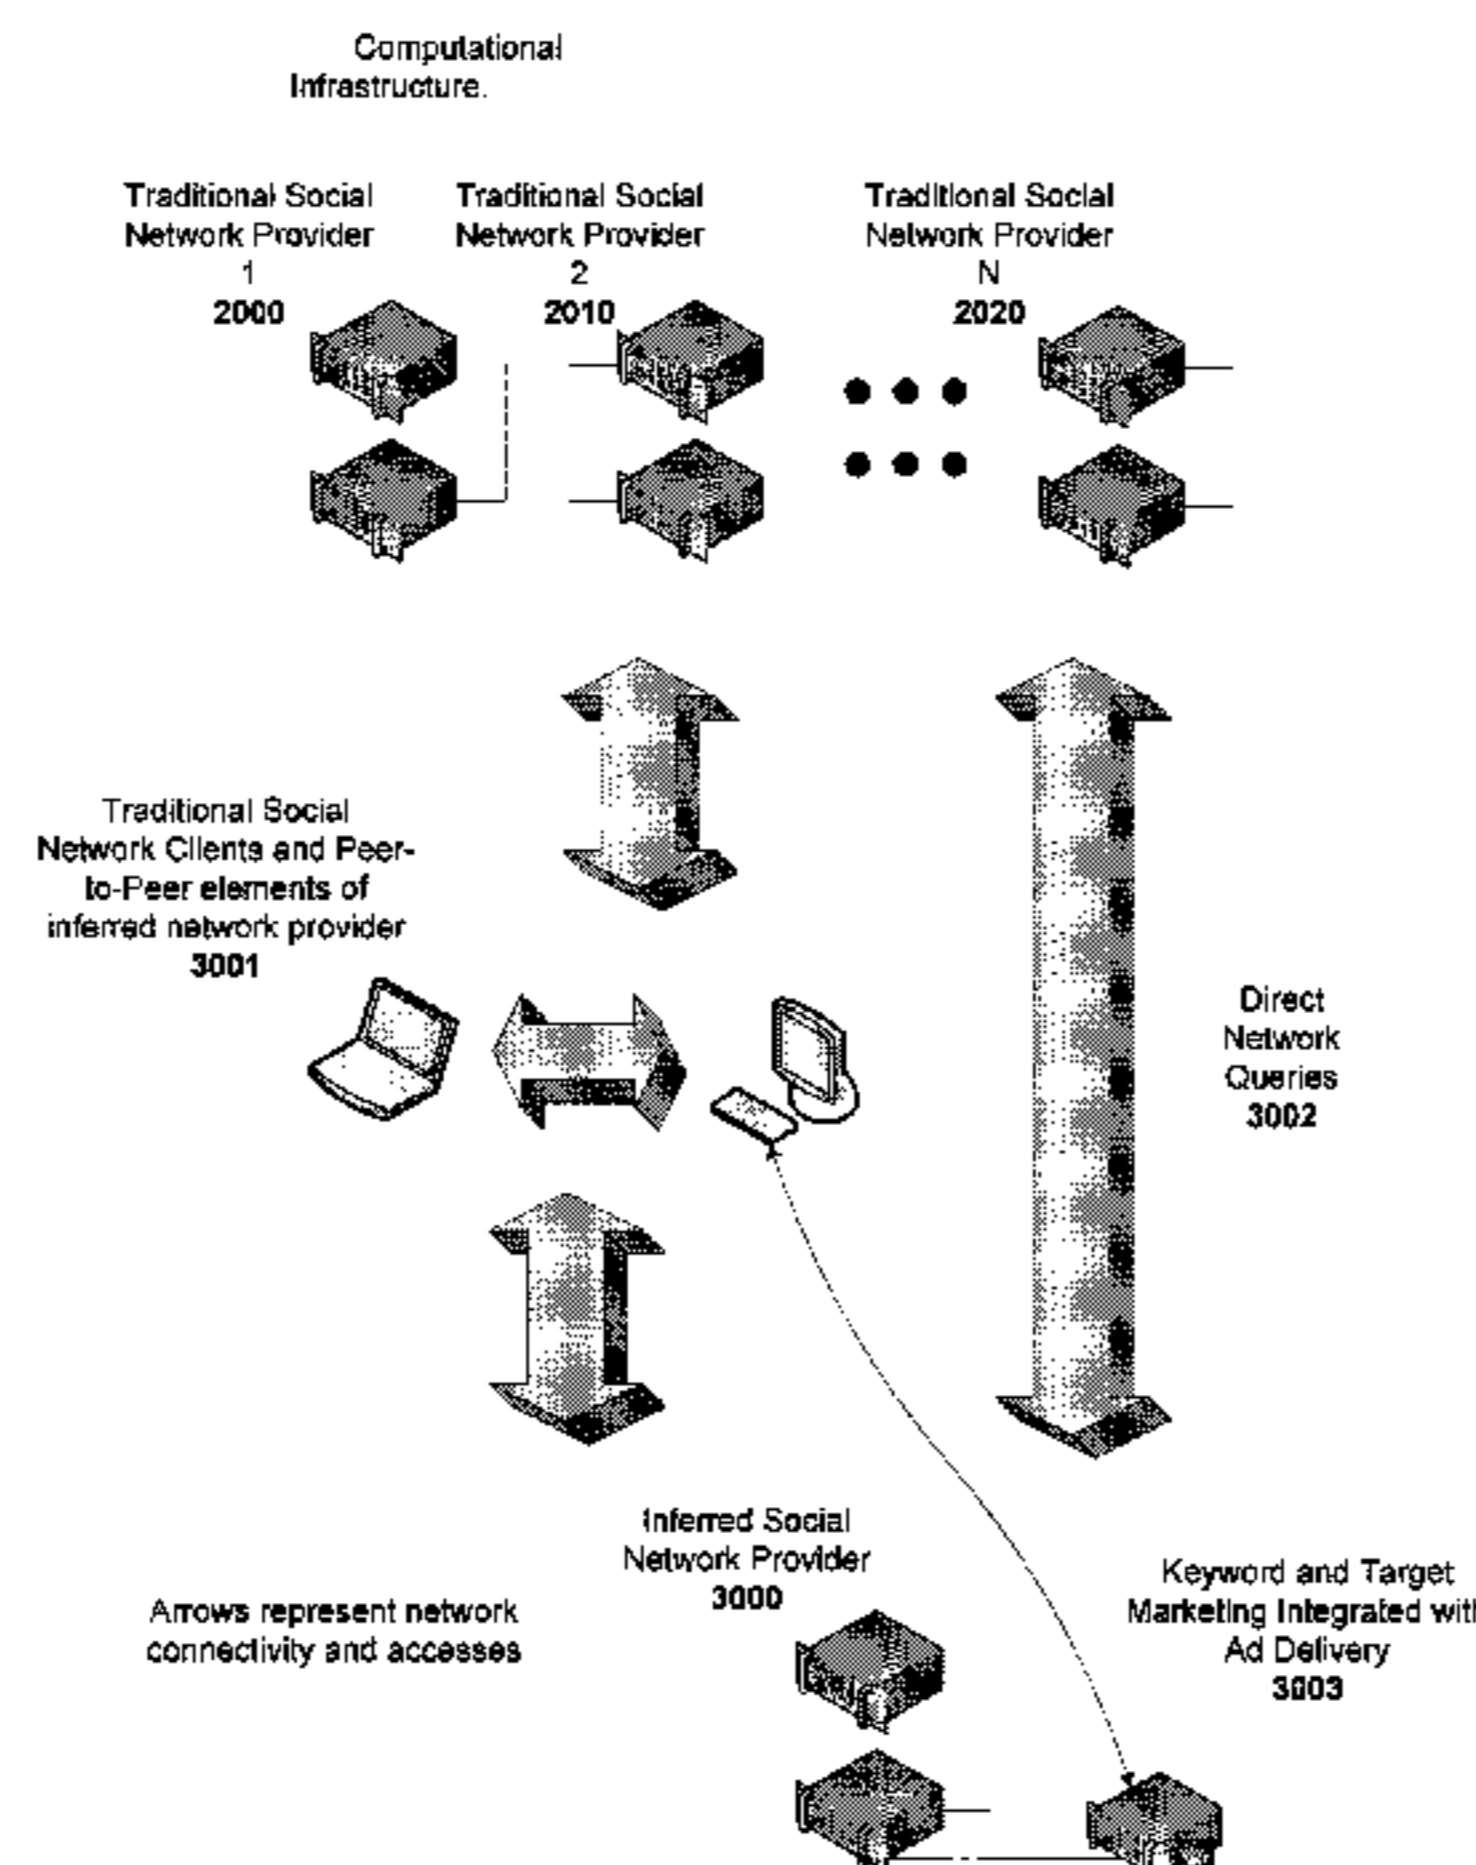 Computational
Infrastructure.
Traditional Social
Network Provider
1
2000
Traditional Social
Network Provider
2
2010
Traditional Social
Network Provider
N
2020
Traditional Social
Network Clients and Peer-
to-Peer elements of
inferred network provider
3001
Direct
Network
Queries
3002
Inferred Social
Network Provider
3000
Arrows represent network
connectivity and accesses
Keyword and Target
Marketing Integrated with
Ad Delivery
3003